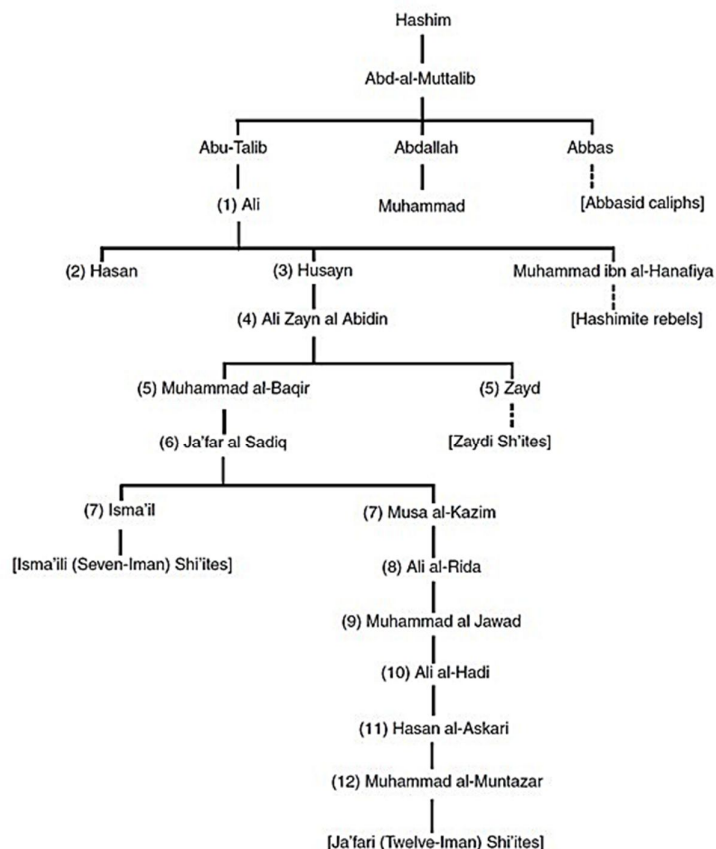 Hashim
Abd-al-Muttalib
Abu-Talib
Abdallah
Abbas
(1) Ali
Muhammad
[Abbasid caliphs]
(2) Hasan
(3) Husayn
Muhammad ibn al-Hanafiya
(4) Ali Zayn al Abidin
[Hashimite rebels]
(5) Muhammad al-Baqir
(5) Zayd
(6) Ja'far al Sadiq
[Zaydi Sh'ites]
(7) Isma'il
(7) Musa al-Kazim
[Isma'ili (Seven-Iman) Shi'ites]
(8) Ali al-Rida
(9) Muhammad al Jawad
(10) Ali al-Hadi
(11) Hasan al-Askari
(12) Muhammad al-Muntazar
[Ja'fari (Twelve-Iman) Shi'ites]